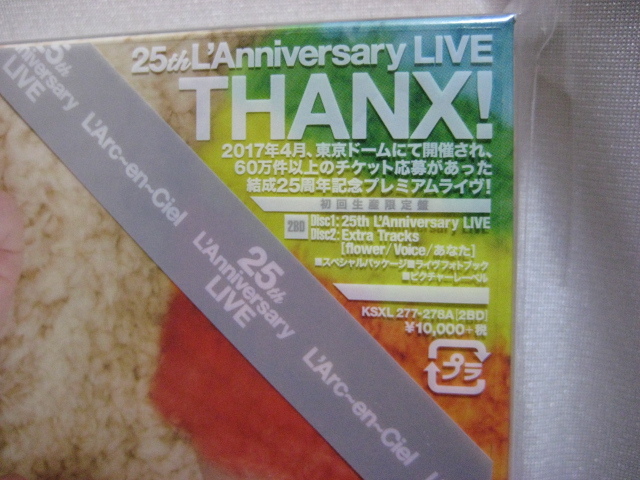 25th L'Anniversary LIVE
THANX!
2017年4月、東京ドームにて開催され、
60万件以上のチケット応募があった
結成25周年記念プレミアムライヴ!
初回生産限定盤
2BD
Disc1: 25th L'Anniversary LIVE
Disc2: Extra Tracks
[flower/Voice/あなた]
■スペシャルパッケージ■ライヴフォトブック
■ピクチャーレーベル
KSXL 277-278A[2BD]
¥10,000+税
プラ
25th
L'Anniversary
LIVE
L'Arc~en~Ciel
25th
L'Anniversary
LIVE
L'Arc~en~Ciel